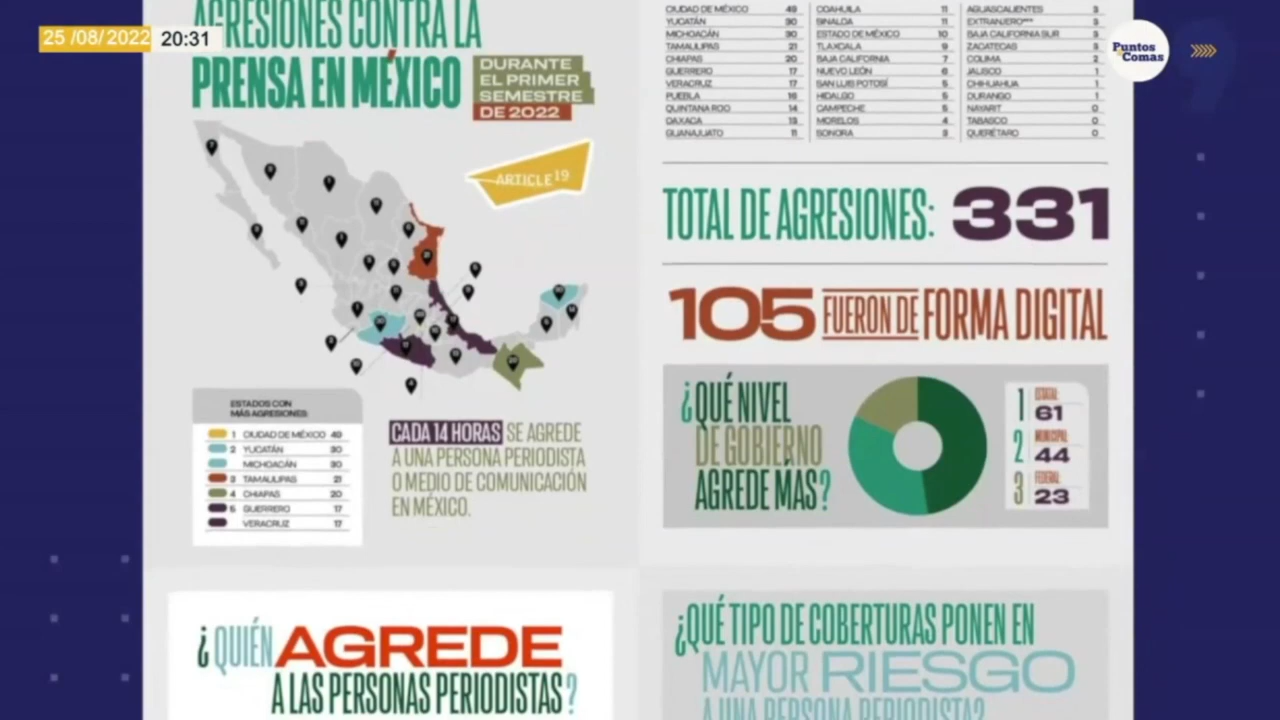 25 /08/2022 20:31
Puntos
Comas
AGRESIONES CONTRA LA
PRENSA EN MÉXICO
DURANTE
EL PRIMER
SEMESTRE
DE 2022
ARTICLE 19
ESTADOS CON
MÁS AGRESIONES:
1 CIUDAD DE MÉXICO 49
2 YUCATÁN 30
MICHOACÁN 30
3 TAMAULIPAS 21
4 CHIAPAS 20
5 GUERRERO 17
VERACRUZ 17
CADA 14 HORAS SE AGREDE
A UNA PERSONA PERIODISTA
O MEDIO DE COMUNICACIÓN
EN MÉXICO.
¿QUIÉN AGREDE
A LAS PERSONAS PERIODISTAS?
CIUDAD DE MÉXICO 49
YUCATÁN 30
MICHOACÁN 30
TAMAULIPAS 21
CHIAPAS 20
GUERRERO 17
VERACRUZ 17
PUEBLA 16
QUINTANA ROO 14
OAXACA 13
GUANAJUATO 11
COAHUILA 11
SINALOA 11
ESTADO DE MÉXICO 10
TLAXCALA 9
BAJA CALIFORNIA 7
NUEVO LEÓN 6
SAN LUIS POTOSÍ 5
HIDALGO 5
CAMPECHE 5
MORELOS 4
SONORA 3
AGUASCALIENTES 3
EXTRANJERO*** 3
BAJA CALIFORNIA SUR 3
ZACATECAS 3
COLIMA 2
JALISCO 1
CHIHUAHUA 1
DURANGO 1
NAYARIT 0
TABASCO 0
QUERÉTARO 0
TOTAL DE AGRESIONES: 331
105 FUERON DE FORMA DIGITAL
¿QUÉ NIVEL
DE GOBIERNO
AGREDE MÁS?
1 ESTATAL: 61
2 MUNICIPAL: 44
3 FEDERAL: 23
¿QUÉ TIPO DE COBERTURAS PONEN EN
MAYOR RIESGO
A UNA PERSONA PERIODISTA?